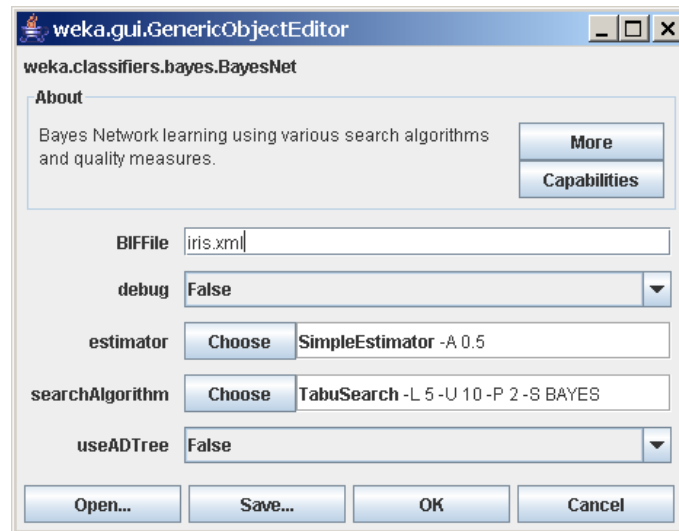 weka.gui.GenericObjectEditor
weka.classifiers.bayes.BayesNet
About
Bayes Network learning using various search algorithms
and quality measures.
More
Capabilities
BIFFile iris.xml
debug False
estimator Choose SimpleEstimator -A 0.5
searchAlgorithm Choose TabuSearch -L 5 -U 10 -P 2 -S BAYES
useADTree False
Open... Save... OK Cancel